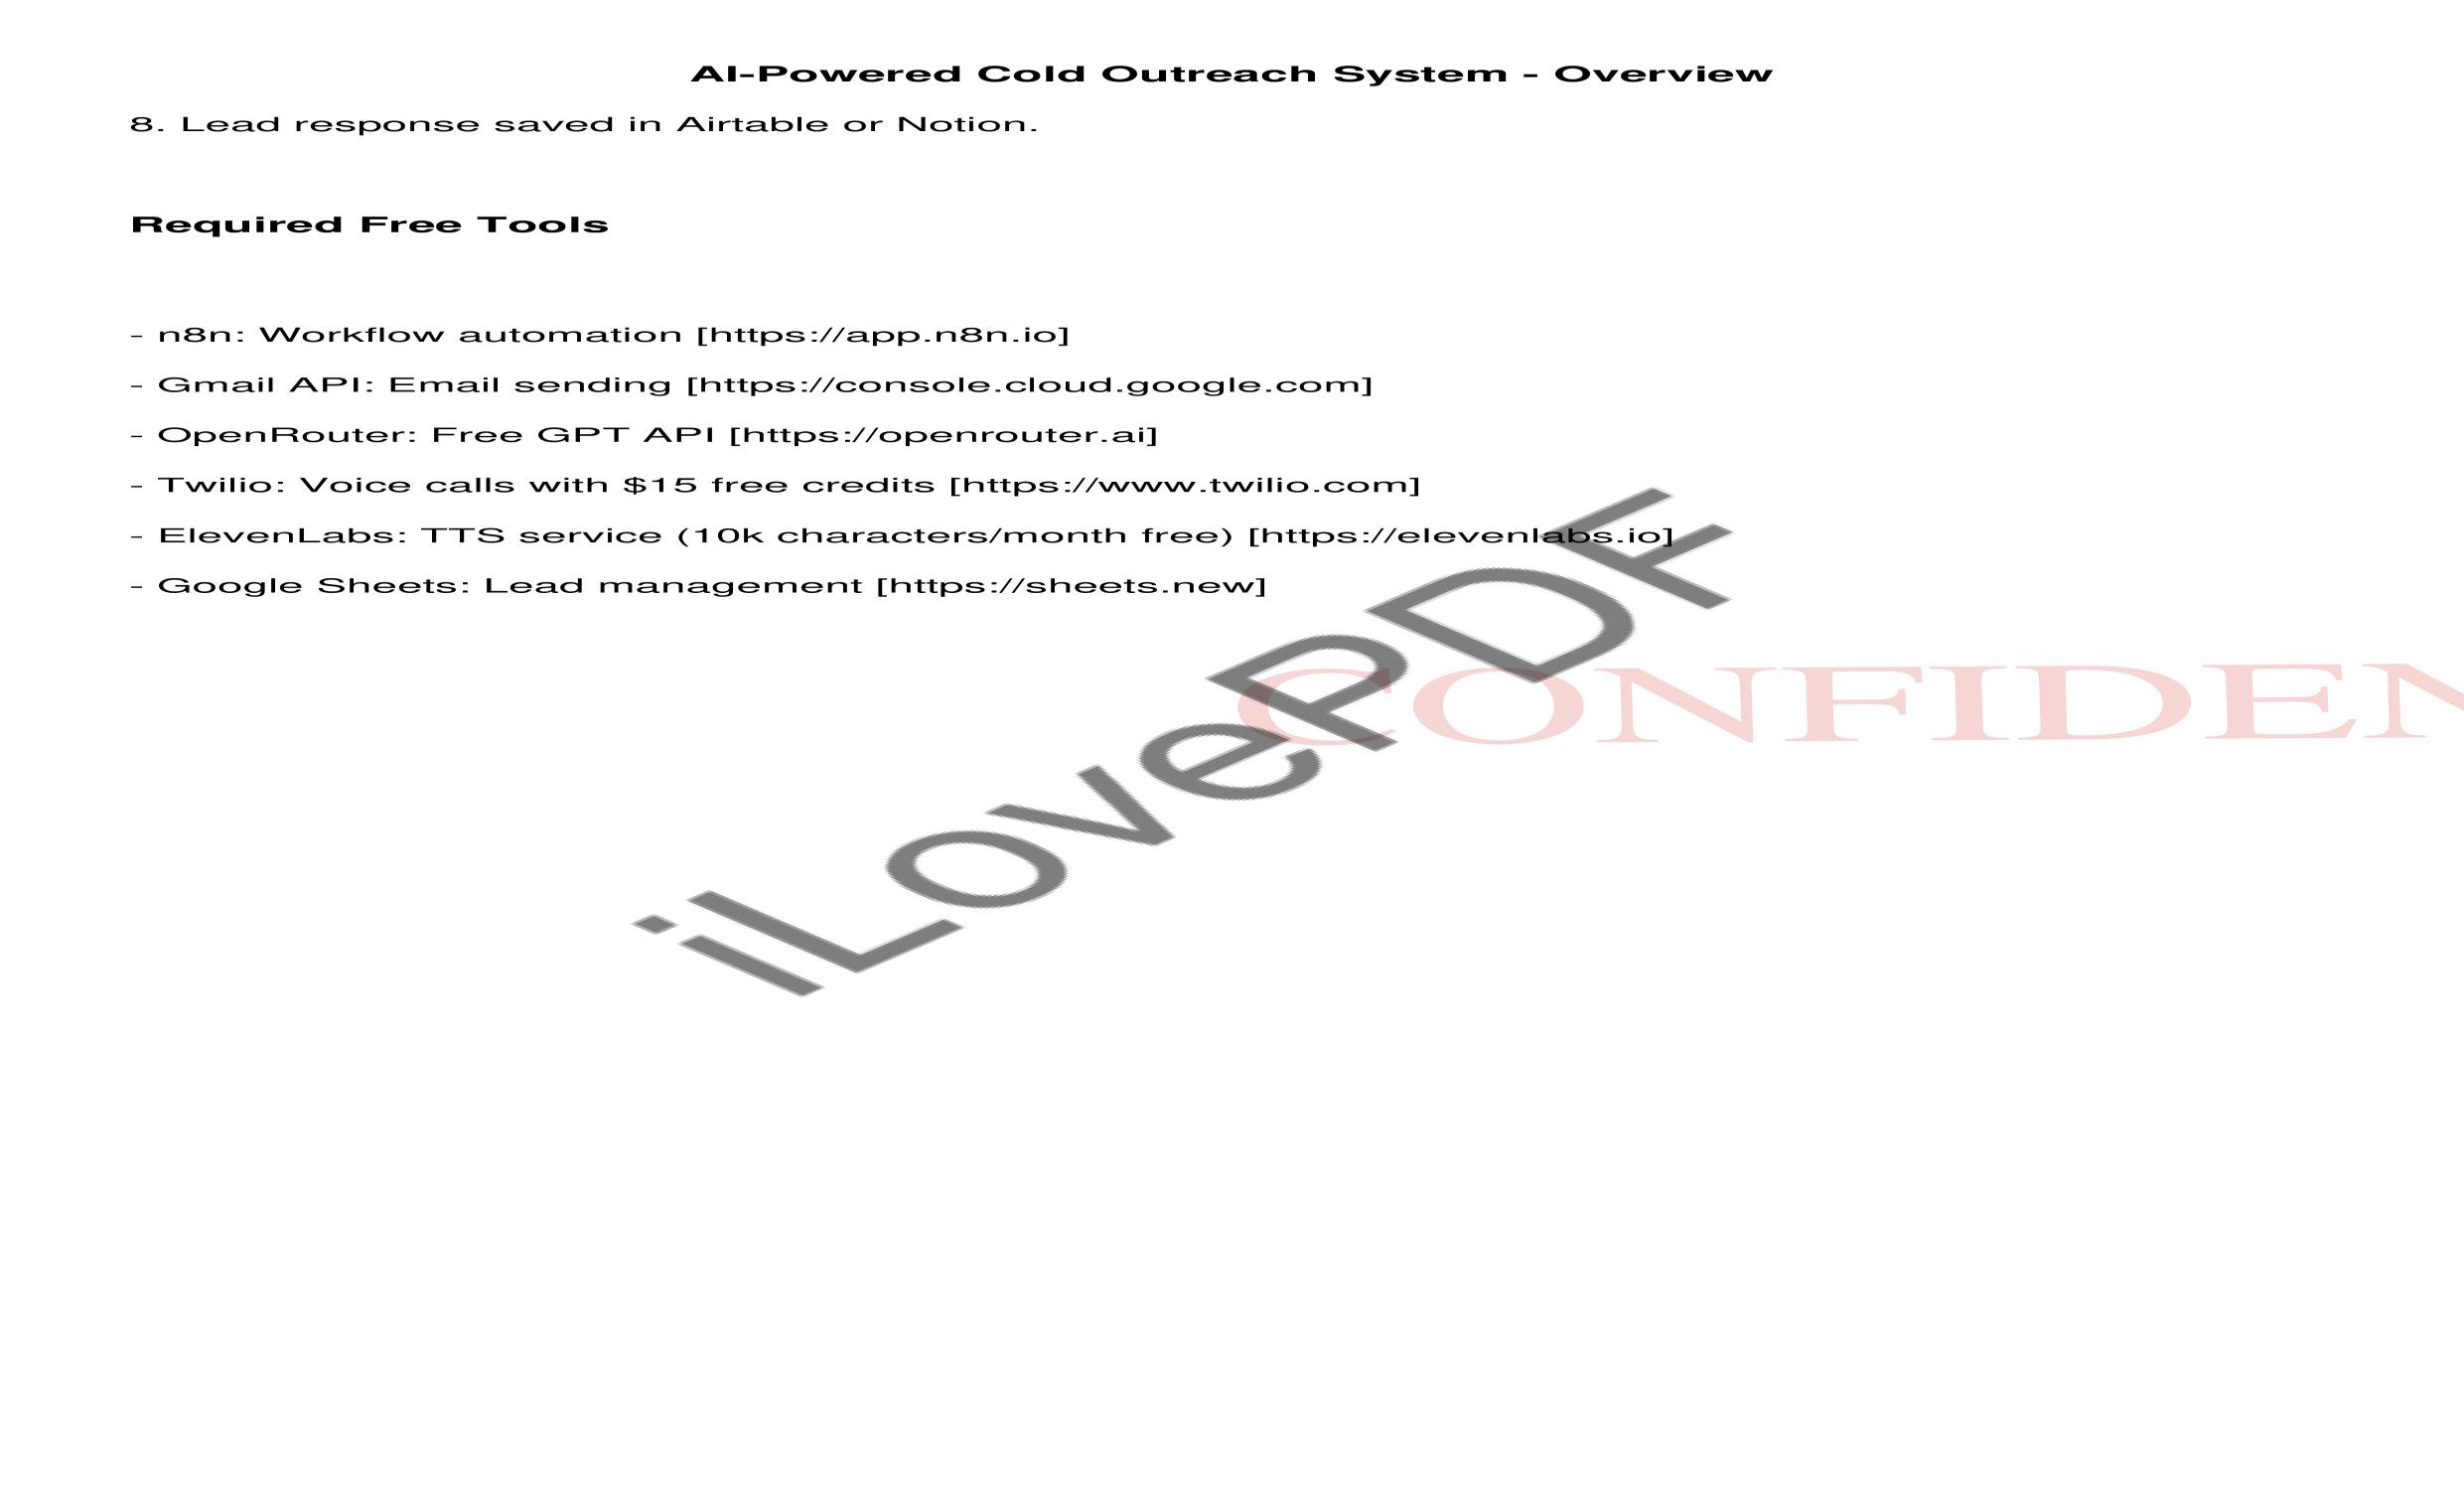 AI-Powered Cold Outreach System - Overview
8. Lead response saved in Airtable or Notion.
Required Free Tools
- n8n: Workflow automation [https://app.n8n.io]
- Gmail API: Email sending [https://console.cloud.google.com]
- OpenRouter: Free GPT API [https://openrouter.ai]
- Twilio: Voice calls with $15 free credits [https://www.twilio.com]
- ElevenLabs: TTS service (10k characters/month free) [https://elevenlabs.io]
- Google Sheets: Lead management [https://sheets.new]
iLovePDF
CONFIDEN